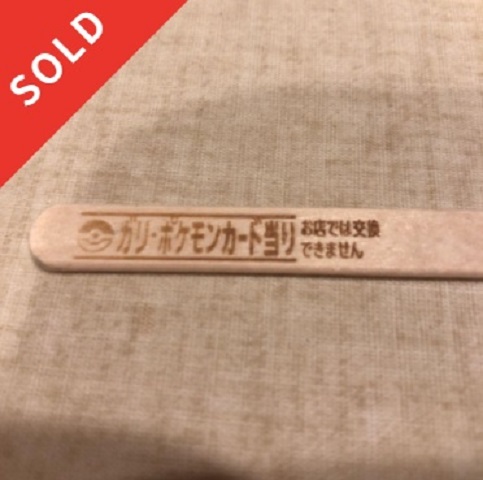 SOLD
ガリ・ポケモンカード当り
お店では交換
できません